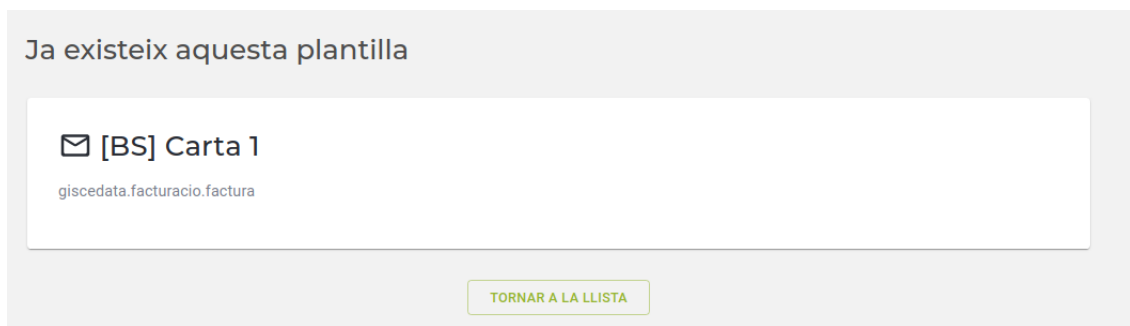 Ja existeix aquesta plantilla
[BS] Carta 1
giscedata.facturacio.factura
TORNAR A LA LLISTA